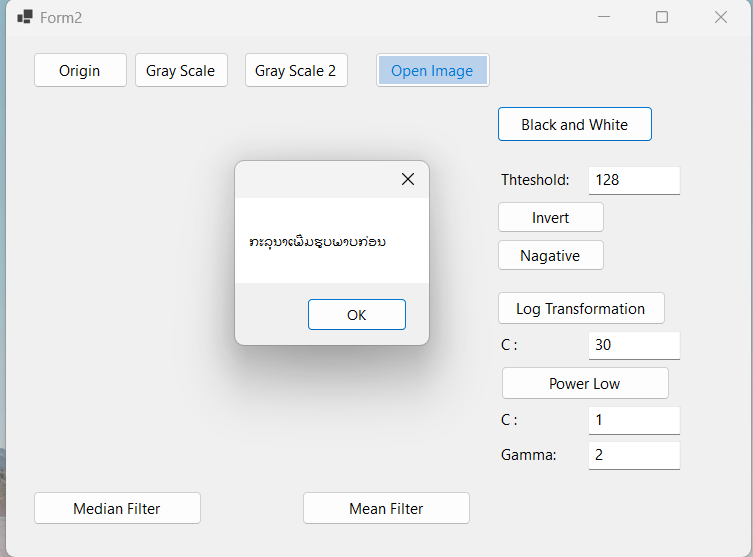 Form2
Origin
Gray Scale
Gray Scale 2
Open Image
Black and White
Thteshold:
128
Invert
Nagative
ກະລຸນາເພີ່ມຮູບພາບກ່ອນ
OK
Log Transformation
C :
30
Power Low
C :
1
Gamma:
2
Median Filter
Mean Filter